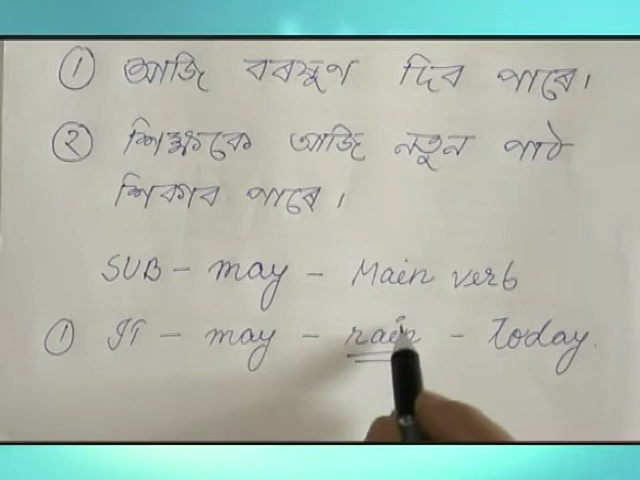 ① আজি বৰষুণ দিব পাৰে।
② শিক্ষকে আজি নতুন পাঠ
শিকাব পাৰে।
SUB - may - Main verb
① IT - may - rain - today.